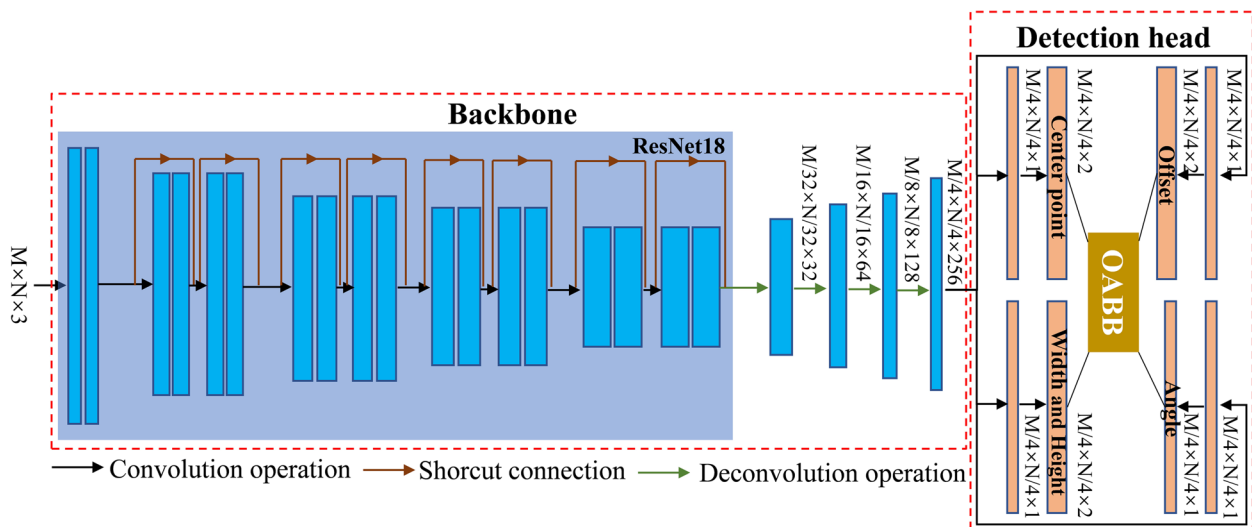 Detection head
Backbone
ResNet18
M×N×3
M/32×N/32×32
M/16×N/16×64
M/8×N/8×128
M/4×N/4×256
M/4×N/4×1
Center point
M/4×N/4×2
Offset
M/4×N/4×2
M/4×N/4×1
OABB
M/4×N/4×1
Width and Height
M/4×N/4×2
Angle
M/4×N/4×1
M/4×N/4×1
Convolution operation
Shorcut connection
Deconvolution operation